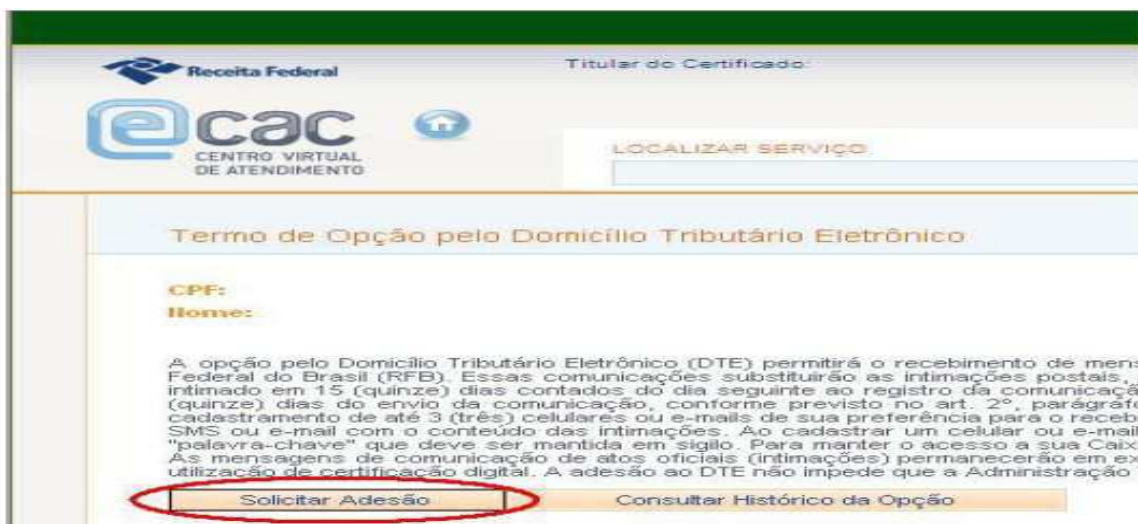 Receita Federal
Titular do Certificado:
ecac
CENTRO VIRTUAL
DE ATENDIMENTO
LOCALIZAR SERVIÇO
Termo de Opção pelo Domicílio Tributário Eletrônico
CPF:
Nome:
A opção pelo Domicílio Tributário Eletrônico (DTE) permitirá o recebimento de mens
Federal do Brasil (RFB). Essas comunicações substituirão as intimações postais,
intimado em 15 (quinze) dias contados do dia seguinte ao registro da comunicaçã
(quinze) dias do envio da comunicação, conforme previsto no art. 2º, parágraf
cadastramento de até 3 (três) celulares ou e-mails de sua preferência para o receb
SMS ou e-mail com o conteúdo das intimações. Ao cadastrar um celular ou e-mail
"palavra-chave" que deve ser mantida em sigilo. Para manter o acesso a sua Caix
As mensagens de comunicação de atos oficiais (intimações) permanecerão em ex
utilização de certificação digital. A adesão ao DTE não impede que a Administração
Solicitar Adesão
Consultar Histórico da Opção